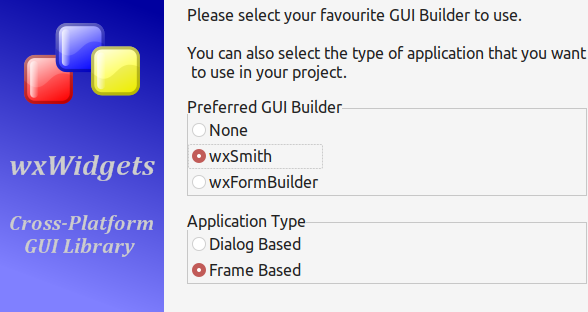 wxWidgets
Cross-Platform
GUI Library
Please select your favourite GUI Builder to use.
You can also select the type of application that you want
to use in your project.
Preferred GUI Builder
None
wxSmith
wxFormBuilder
Application Type
Dialog Based
Frame Based